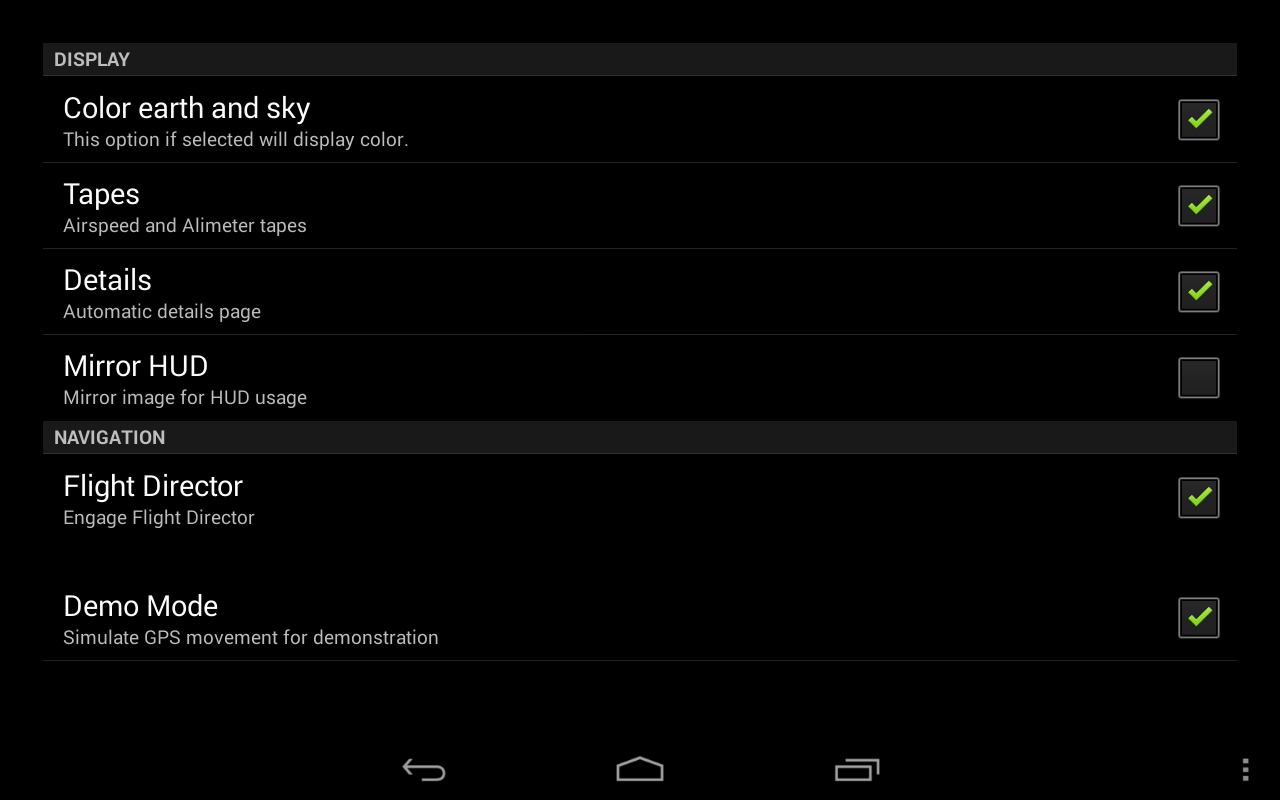 DISPLAY
Color earth and sky
This option if selected will display color.
Tapes
Airspeed and Alimeter tapes
Details
Automatic details page
Mirror HUD
Mirror image for HUD usage
NAVIGATION
Flight Director
Engage Flight Director
Demo Mode
Simulate GPS movement for demonstration